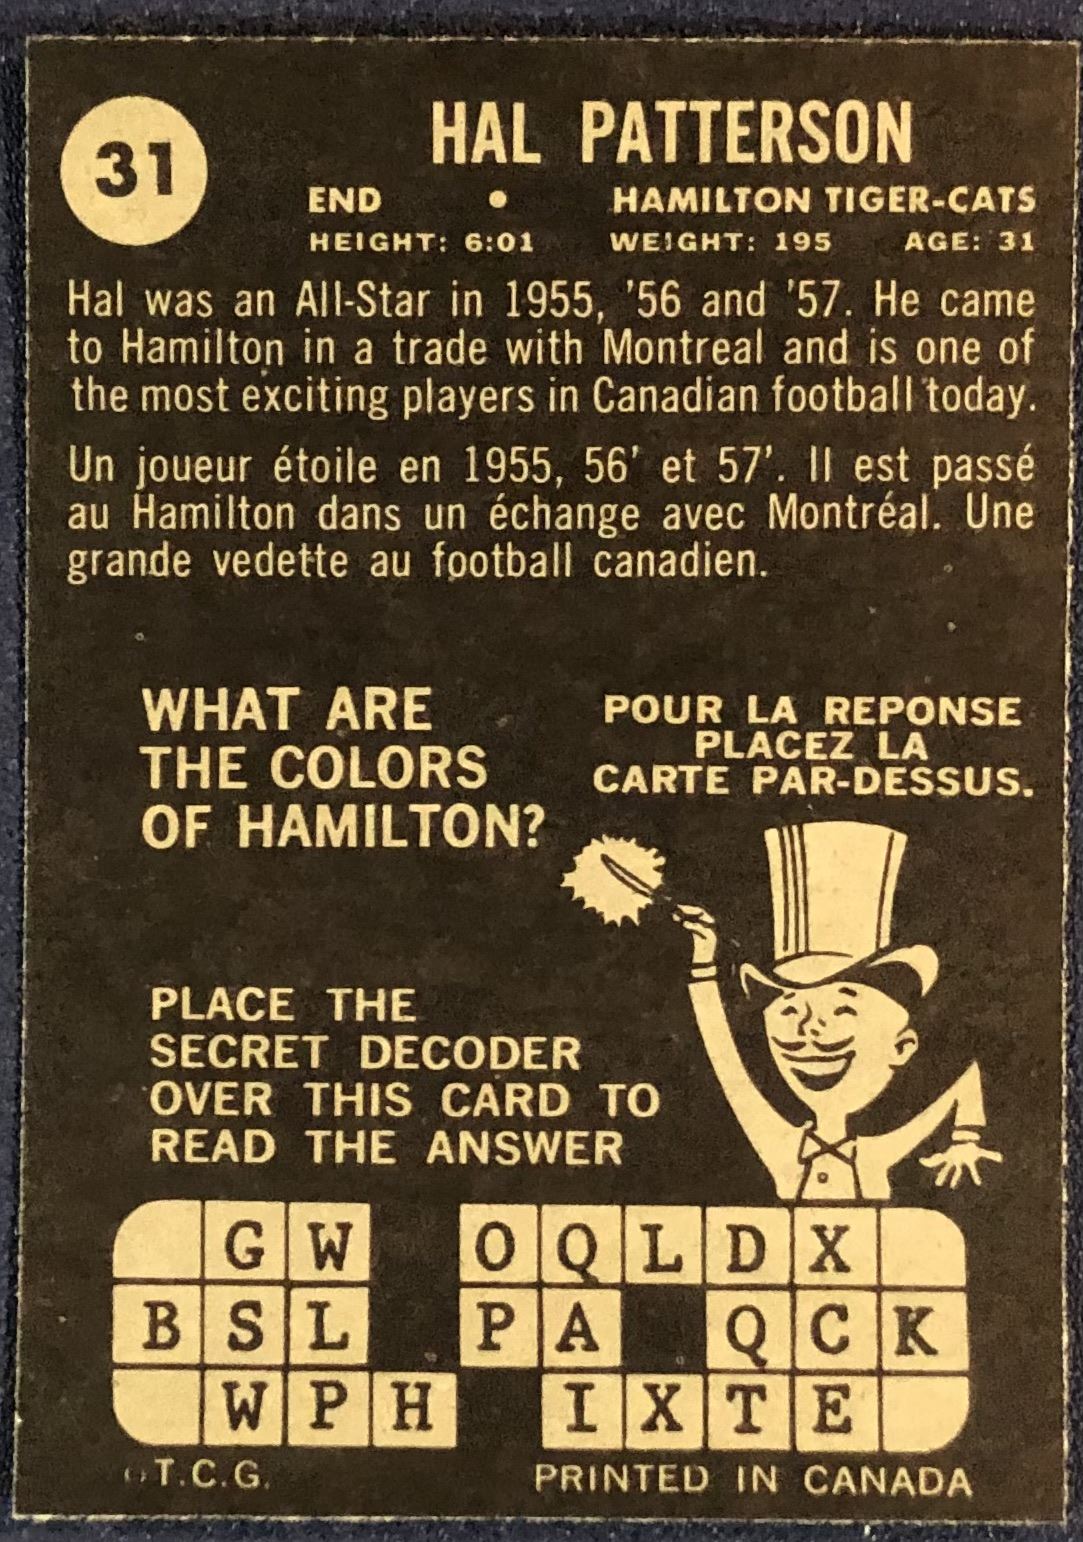 31
HAL PATTERSON
END • HAMILTON TIGER-CATS
HEIGHT: 6:01 WEIGHT: 195 AGE: 31
Hal was an All-Star in 1955, '56 and '57. He came
to Hamilton in a trade with Montreal and is one of
the most exciting players in Canadian football today.
Un joueur étoile en 1955, 56' et 57'. Il est passé
au Hamilton dans un échange avec Montréal. Une
grande vedette au football canadien.
WHAT ARE
THE COLORS
OF HAMILTON?
POUR LA REPONSE
PLACEZ LA
CARTE PAR-DESSUS.
PLACE THE
SECRET DECODER
OVER THIS CARD TO
READ THE ANSWER
G W O Q L D X
B S L P A Q C K
W P H I X T E
© T.C.G. PRINTED IN CANADA